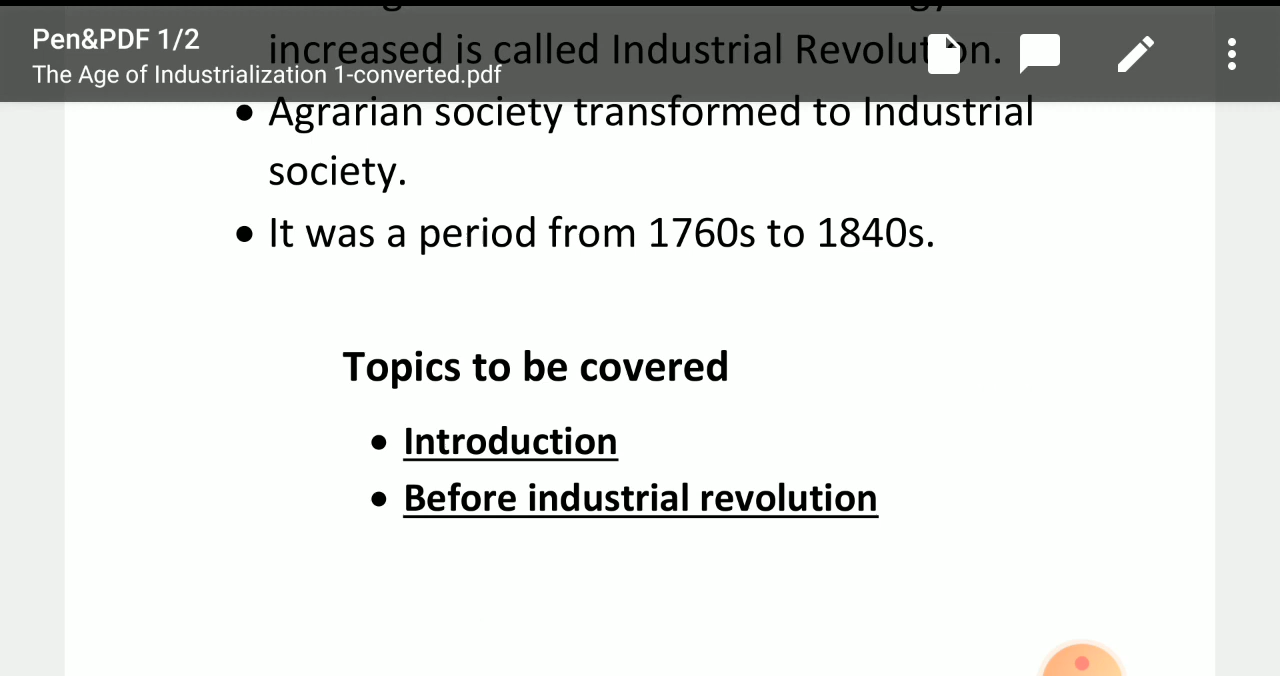 Pen&PDF 1/2
The Age of Industrialization 1-converted.pdf
increased is called Industrial Revolution.
• Agrarian society transformed to Industrial
society.
• It was a period from 1760s to 1840s.
Topics to be covered
• Introduction
• Before industrial revolution